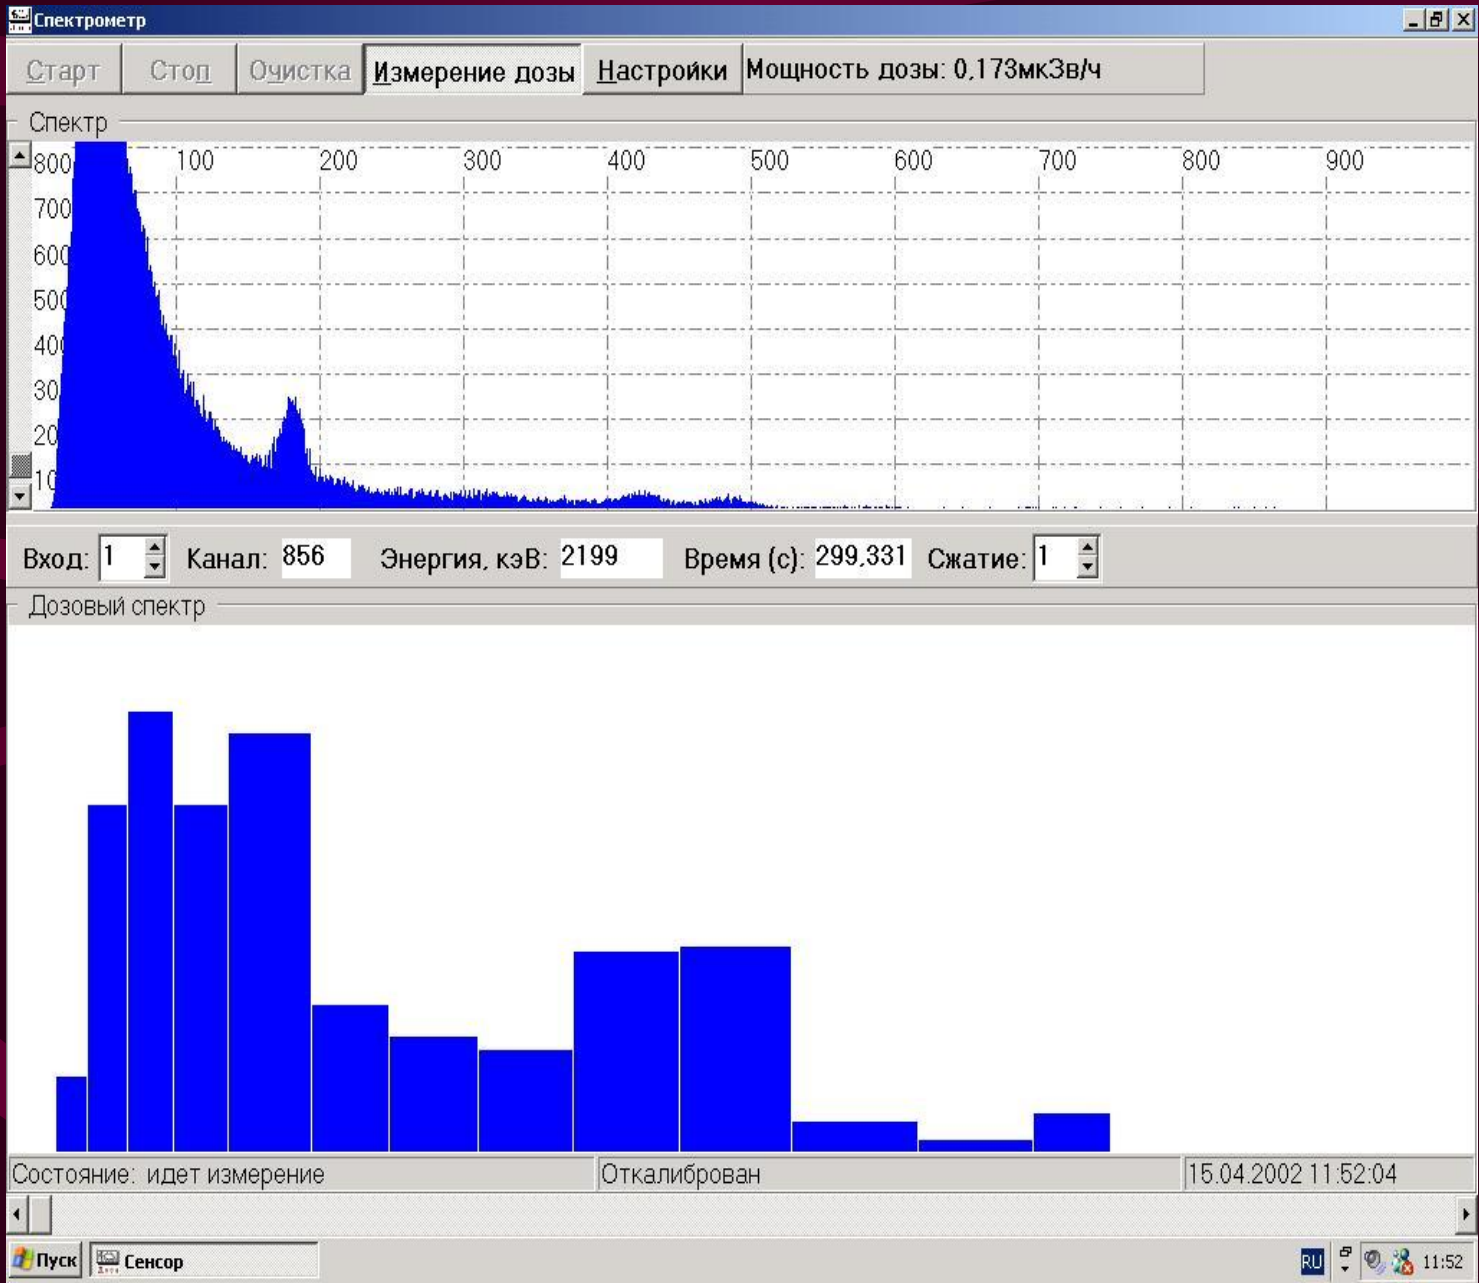 Спектрометр
Старт Стоп Очистка Измерение дозы Настройки Мощность дозы: 0,173мкЗв/ч
Спектр
800 100 200 300 400 500 600 700 800 900
700
600
500
400
30
20
10
Вход: 1 Канал: 856 Энергия, кэВ: 2199 Время (с): 299,331 Сжатие: 1
Дозовый спектр
Состояние: идет измерение Откалиброван 15.04.2002 11:52:04
Пуск Сенсор RU 11:52